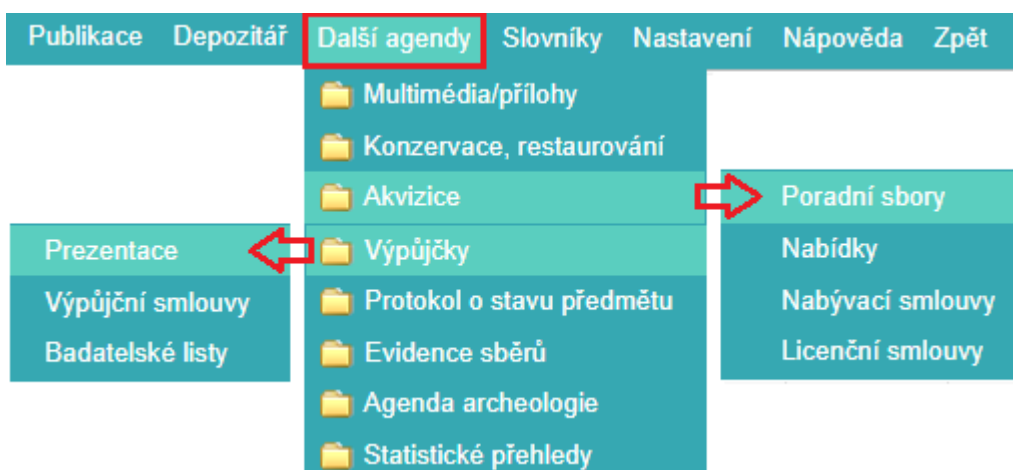 Publikace Depozitář Další agendy Slovníky Nastavení Nápověda Zpět
Multimédia/přílohy
Konzervace, restaurování
Akvizice
Výpůjčky
Protokol o stavu předmětu
Evidence sběrů
Agenda archeologie
Statistické přehledy
Prezentace
Výpůjční smlouvy
Badatelské listy
Poradní sbory
Nabídky
Nabývací smlouvy
Licenční smlouvy